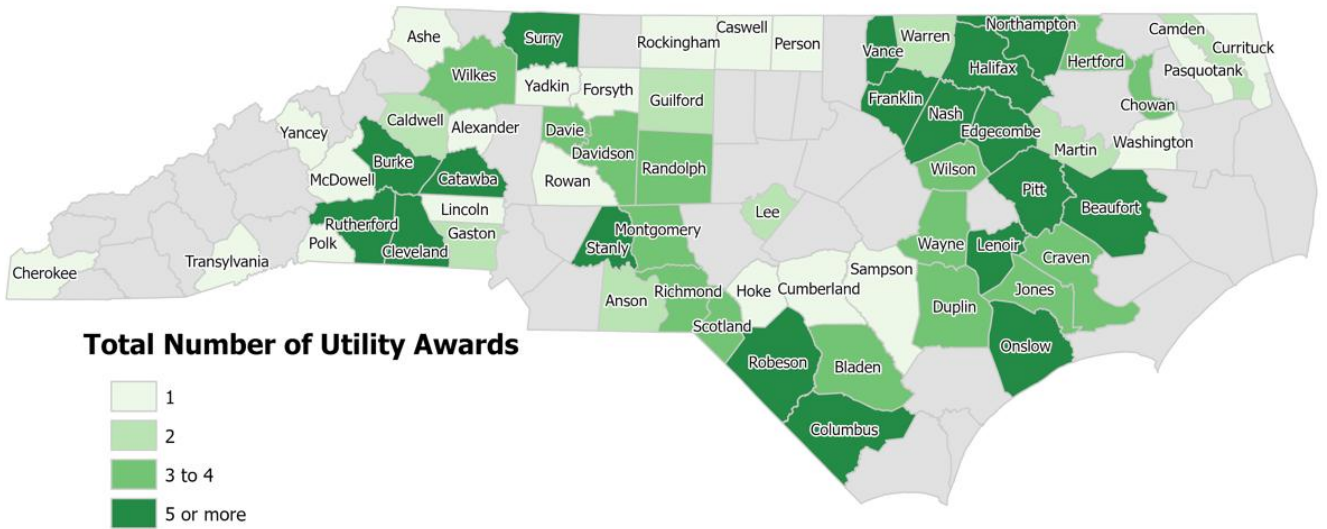 Northampton
Caswell
Camden
Ashe
Surry
Rockingham
Person
Vance
Warren
Currituck
Wilkes
Halifax
Hertford
Pasquotank
Yadkin
Forsyth
Guilford
Franklin
Nash
Chowan
Caldwell
Alexander
Yancey
Davie
Edgecombe
Washington
Davidson
Martin
Burke
Randolph
Wilson
McDowell
Catawba
Rowan
Pitt
Lincoln
Beaufort
Rutherford
Lee
Polk
Gaston
Montgomery
Cleveland
Stanly
Wayne
Lenoir
Craven
Transylvania
Cherokee
Sampson
Hoke
Cumberland
Richmond
Jones
Anson
Duplin
Scotland
Total Number of Utility Awards
Onslow
Robeson
Bladen
1
Columbus
2
3 to 4
5 or more